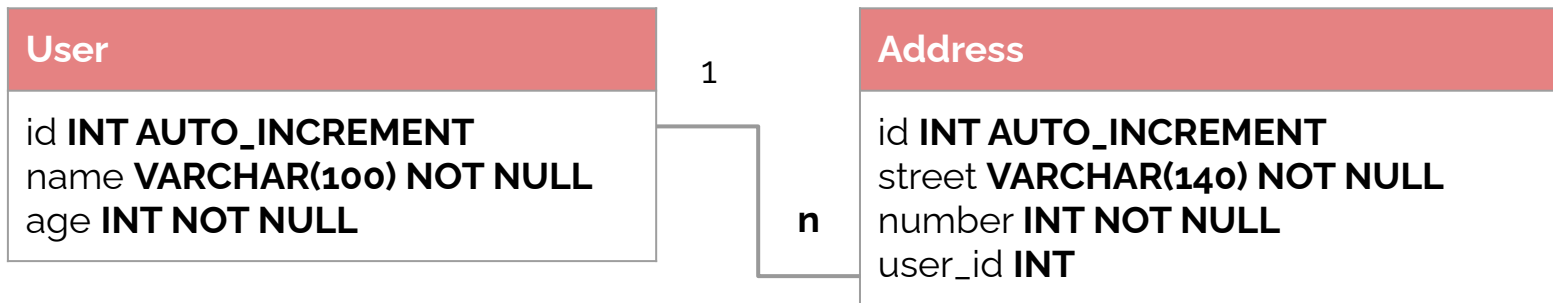 User
id INT AUTO_INCREMENT
name VARCHAR(100) NOT NULL
age INT NOT NULL
1
n
Address
id INT AUTO_INCREMENT
street VARCHAR(140) NOT NULL
number INT NOT NULL
user_id INT